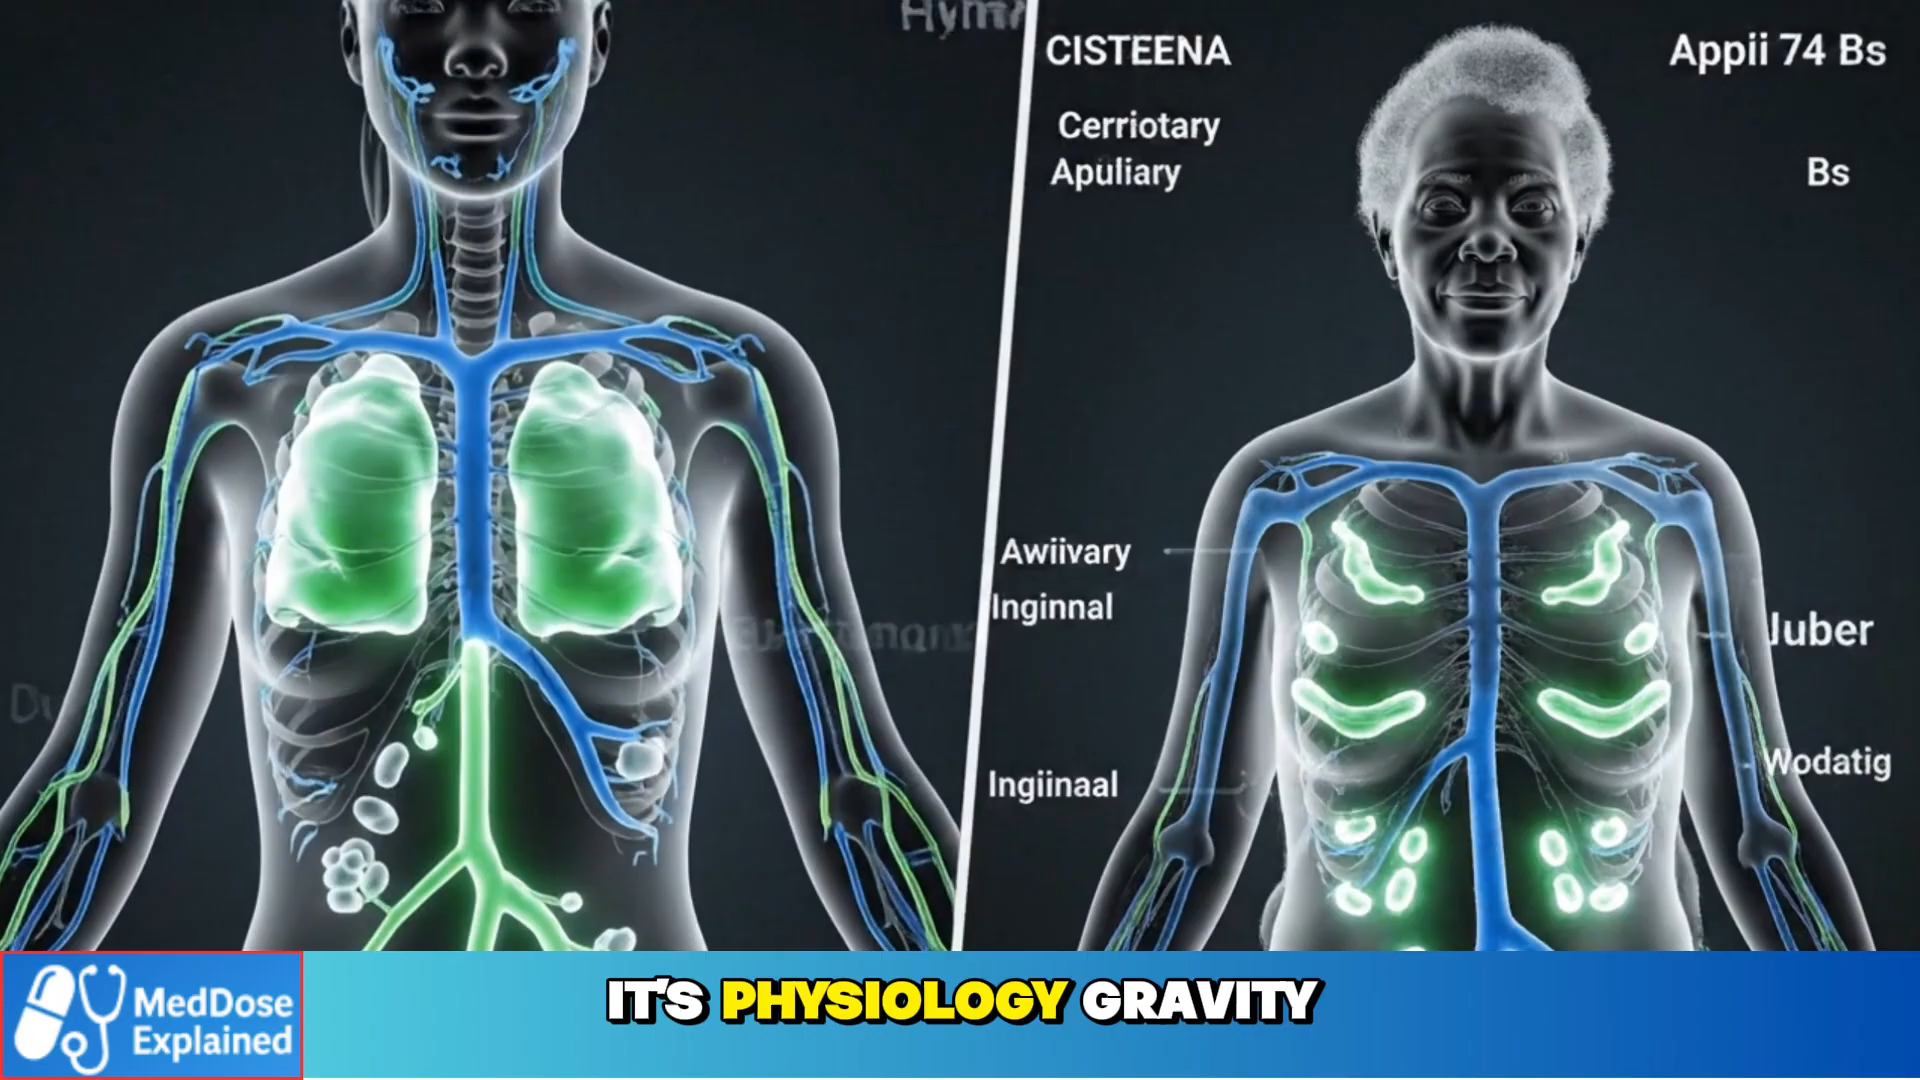 CISTEENA
Appii 74 Bs
Cerriotary
Apuliary
Bs
Awiivary
Inginnal
Juber
Wodatig
Ingiinaal
IT'S PHYSIOLOGY GRAVITY
MedDose
Explained